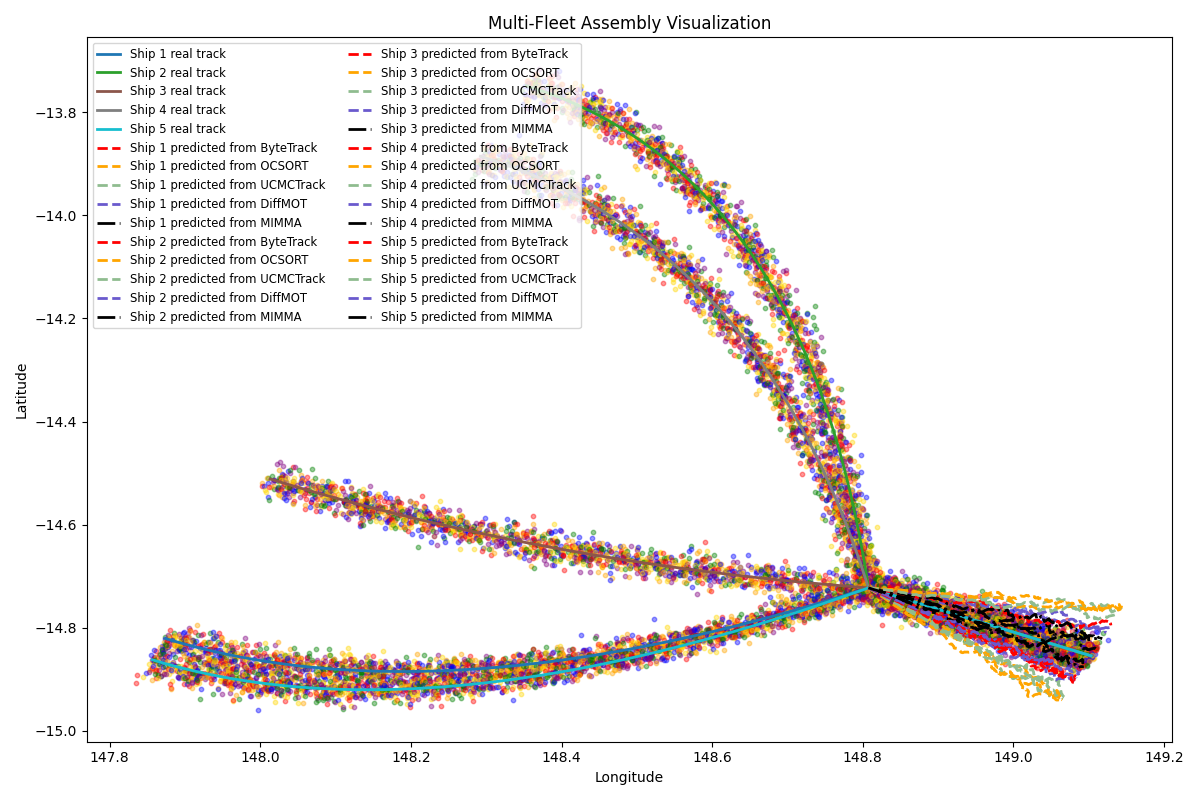 Multi-Fleet Assembly Visualization
Ship 1 real track
Ship 2 real track
Ship 3 real track
Ship 4 real track
Ship 5 real track
Ship 1 predicted from ByteTrack
Ship 1 predicted from OCSORT
Ship 1 predicted from UCMCTrack
Ship 1 predicted from DiffMOT
Ship 1 predicted from MIMMA
Ship 2 predicted from ByteTrack
Ship 2 predicted from OCSORT
Ship 2 predicted from UCMCTrack
Ship 2 predicted from DiffMOT
Ship 2 predicted from MIMMA
Ship 3 predicted from ByteTrack
Ship 3 predicted from OCSORT
Ship 3 predicted from UCMCTrack
Ship 3 predicted from DiffMOT
Ship 3 predicted from MIMMA
Ship 4 predicted from ByteTrack
Ship 4 predicted from OCSORT
Ship 4 predicted from UCMCTrack
Ship 4 predicted from DiffMOT
Ship 4 predicted from MIMMA
Ship 5 predicted from ByteTrack
Ship 5 predicted from OCSORT
Ship 5 predicted from UCMCTrack
Ship 5 predicted from DiffMOT
Ship 5 predicted from MIMMA
Latitude
−13.8
−14.0
−14.2
−14.4
−14.6
−14.8
−15.0
147.8 148.0 148.2 148.4 148.6 148.8 149.0 149.2
Longitude